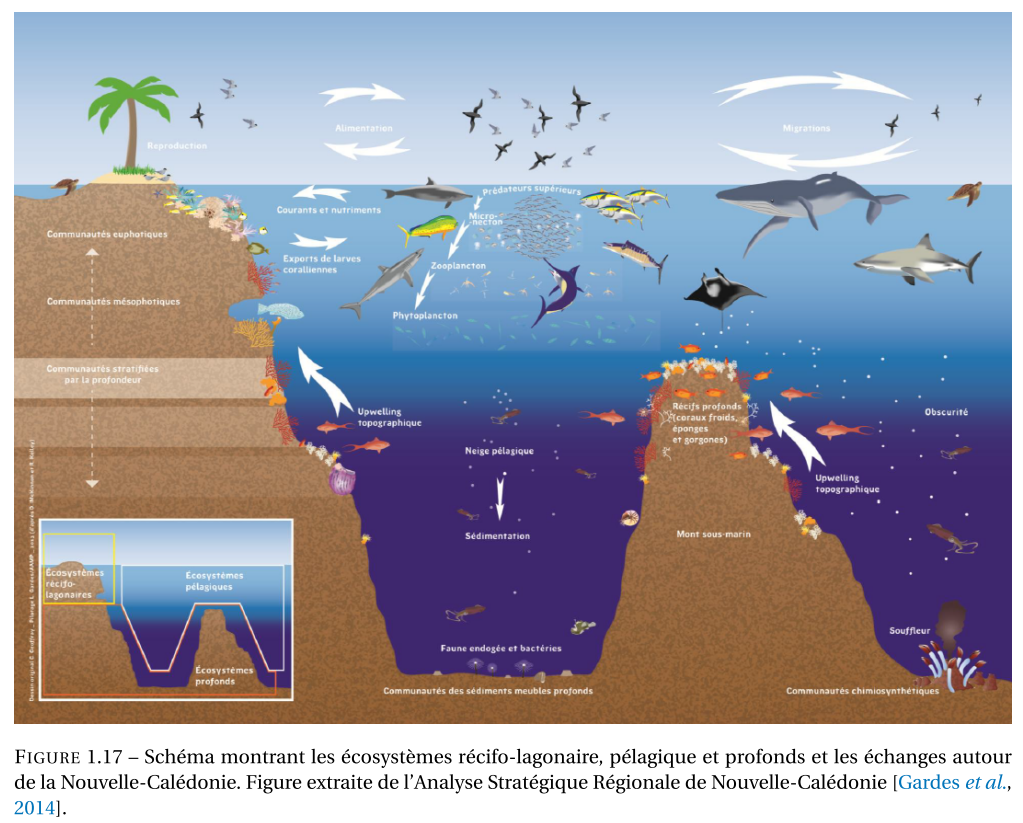 Reproduction
Alimentation
Migrations
Prédateurs supérieurs
Courants et nutriments
Micro-
necton
Communautés euphotiques
Exports de larves
coralliennes
Zooplancton
Communautés mésophotiques
Phytoplancton
Communautés stratifiées
par la profondeur
Upwelling
topographique
Récifs profonds
(coraux froids,
éponges
et gorgones)
Obscurité
Neige pélagique
Upwelling
topographique
Sédimentation
Mont sous-marin
Écosystèmes
récifo-
lagonaires
Écosystèmes
pélagiques
Écosystèmes
profonds
Souffleur
Faune endogée et bactéries
Communautés des sédiments meubles profonds
Communautés chimiosynthétiques
FIGURE 1.17 – Schéma montrant les écosystèmes récifo-lagonaire, pélagique et profonds et les échanges autour
de la Nouvelle-Calédonie. Figure extraite de l'Analyse Stratégique Régionale de Nouvelle-Calédonie [Gardes et al.,
2014].